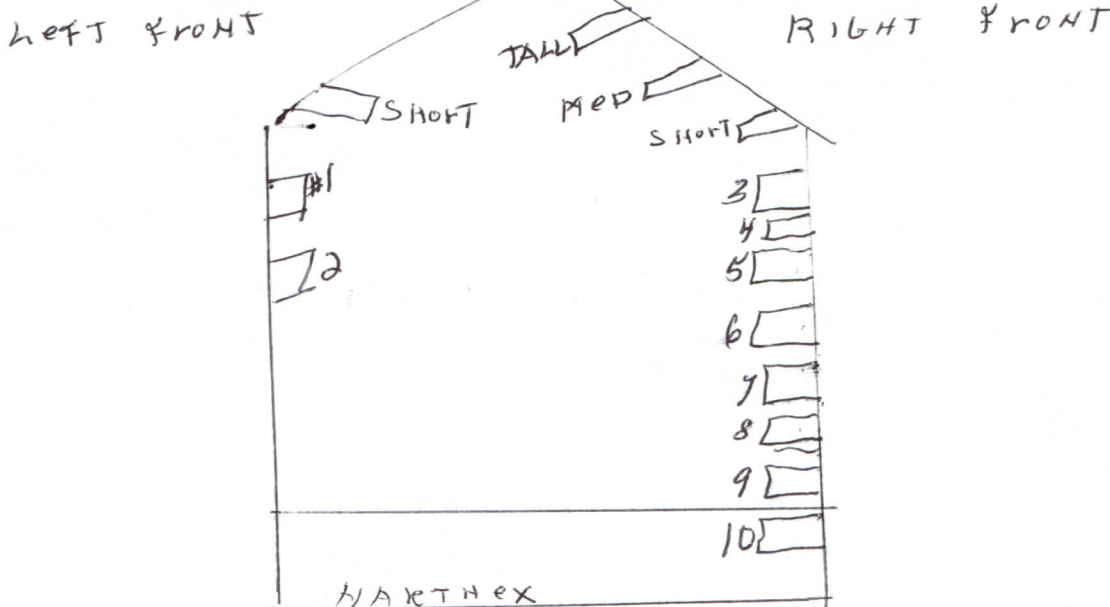 LEFT FRONT
RIGHT FRONT
TALL
MED
SHORT
SHORT
#1
3
4
2
5
6
7
8
9
10
NARTHEX